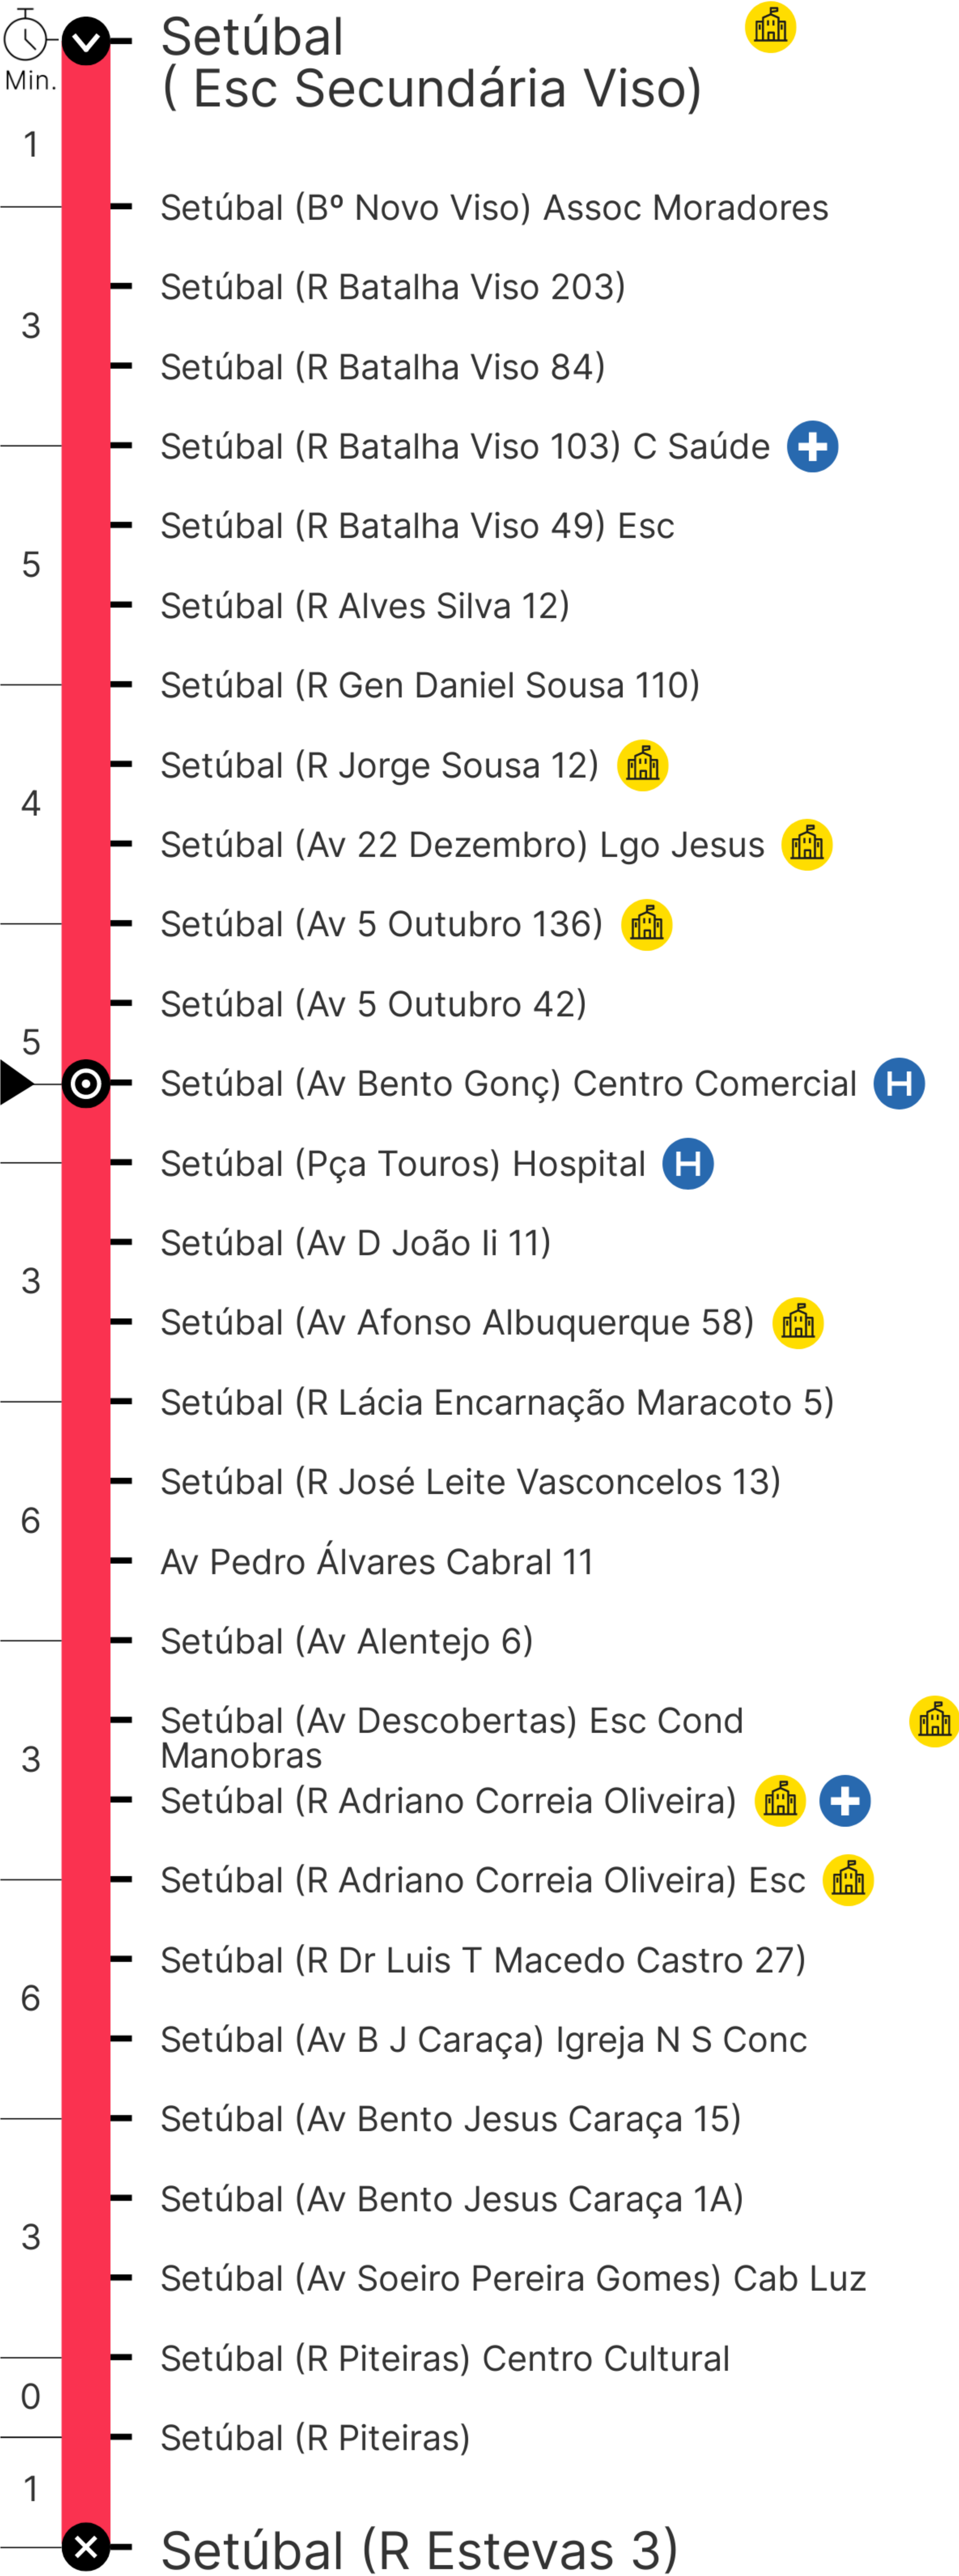 Setúbal
( Esc Secundária Viso)
Min.
1
Setúbal (Bº Novo Viso) Assoc Moradores
Setúbal (R Batalha Viso 203)
3
Setúbal (R Batalha Viso 84)
Setúbal (R Batalha Viso 103) C Saúde
Setúbal (R Batalha Viso 49) Esc
5
Setúbal (R Alves Silva 12)
Setúbal (R Gen Daniel Sousa 110)
Setúbal (R Jorge Sousa 12)
4
Setúbal (Av 22 Dezembro) Lgo Jesus
Setúbal (Av 5 Outubro 136)
Setúbal (Av 5 Outubro 42)
5
Setúbal (Av Bento Gonç) Centro Comercial H
Setúbal (Pça Touros) Hospital H
Setúbal (Av D João Ii 11)
3
Setúbal (Av Afonso Albuquerque 58)
Setúbal (R Lácia Encarnação Maracoto 5)
Setúbal (R José Leite Vasconcelos 13)
6
Av Pedro Álvares Cabral 11
Setúbal (Av Alentejo 6)
Setúbal (Av Descobertas) Esc Cond
Manobras
3
Setúbal (R Adriano Correia Oliveira)
Setúbal (R Adriano Correia Oliveira) Esc
Setúbal (R Dr Luis T Macedo Castro 27)
6
Setúbal (Av B J Caraça) Igreja N S Conc
Setúbal (Av Bento Jesus Caraça 15)
Setúbal (Av Bento Jesus Caraça 1A)
3
Setúbal (Av Soeiro Pereira Gomes) Cab Luz
Setúbal (R Piteiras) Centro Cultural
0
Setúbal (R Piteiras)
1
Setúbal (R Estevas 3)